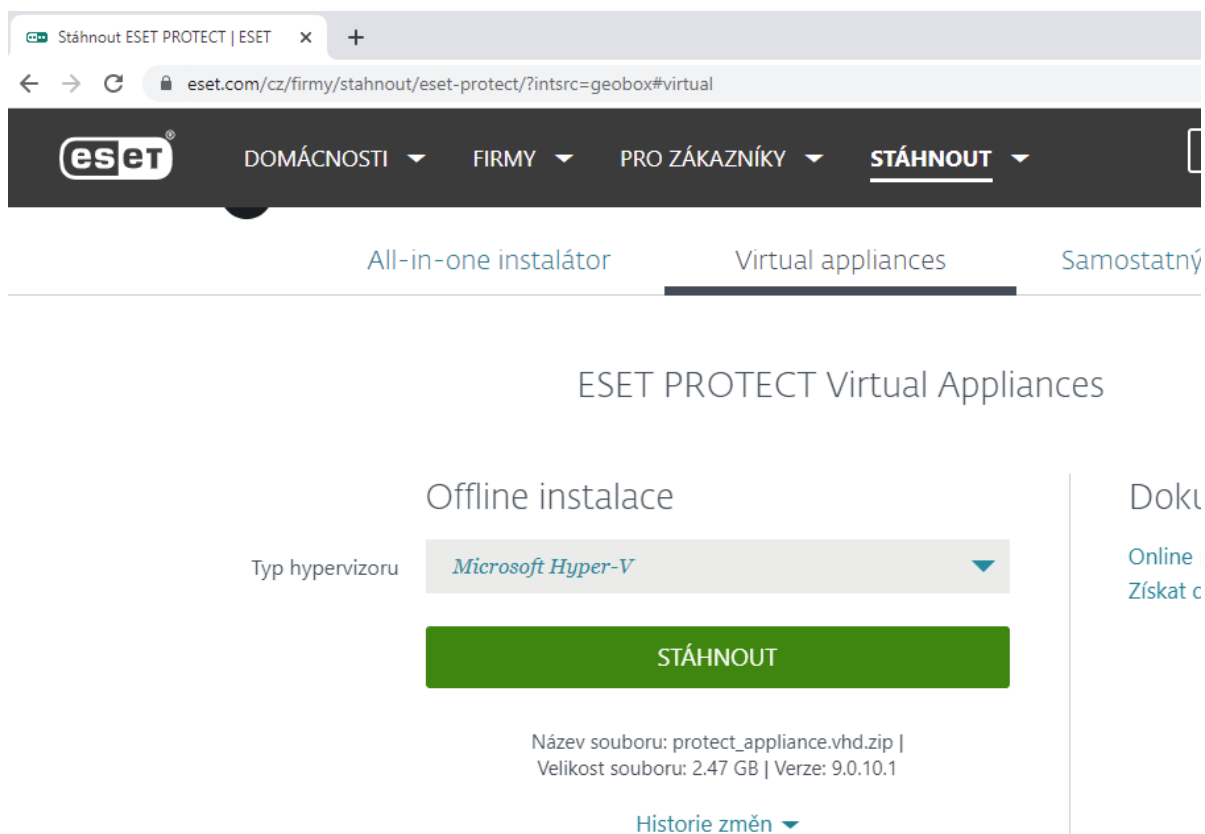 Stáhnout ESET PROTECT | ESET
eset.com/cz/firmy/stahnout/eset-protect/?intsrc=geobox#virtual
eset® DOMÁCNOSTI FIRMY PRO ZÁKAZNÍKY STÁHNOUT
All-in-one instalátor Virtual appliances Samostatný
ESET PROTECT Virtual Appliances
Offline instalace
Typ hypervizoru Microsoft Hyper-V
STÁHNOUT
Název souboru: protect_appliance.vhd.zip |
Velikost souboru: 2.47 GB | Verze: 9.0.10.1
Historie změn
Online
Získat